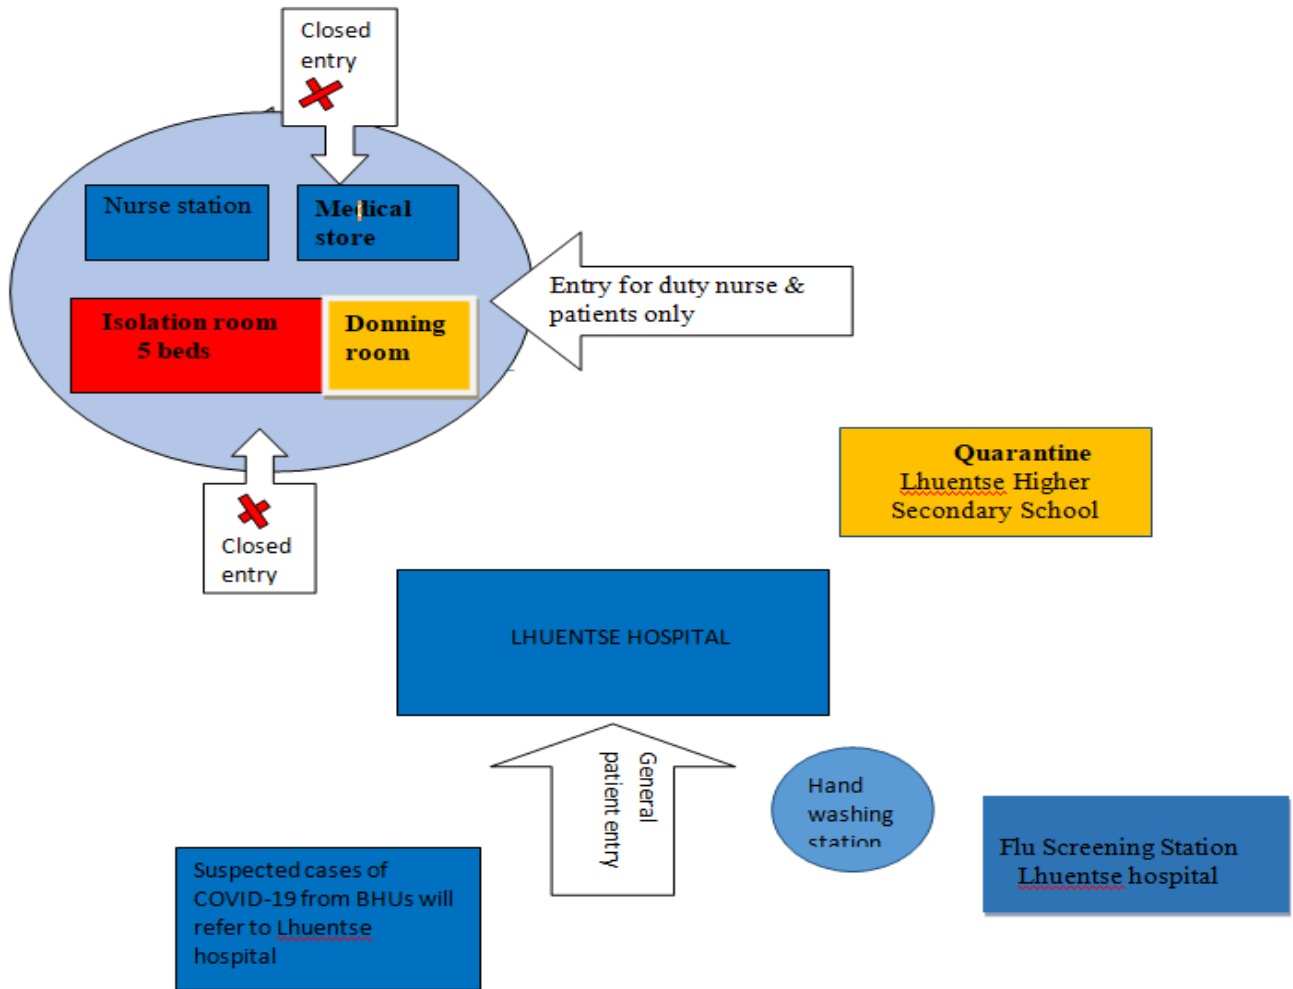 Closed
entry
Nurse station
Medical
store
Entry for duty nurse &
patients only
Isolation room
5 beds
Donning
room
Quarantine
Lhuentse Higher
Secondary School
Closed
entry
LHUENTSE HOSPITAL
General
patient entry
Hand
washing
station
Flu Screening Station
Lhuentse hospital
Suspected cases of
COVID-19 from BHUs will
refer to Lhuentse
hospital